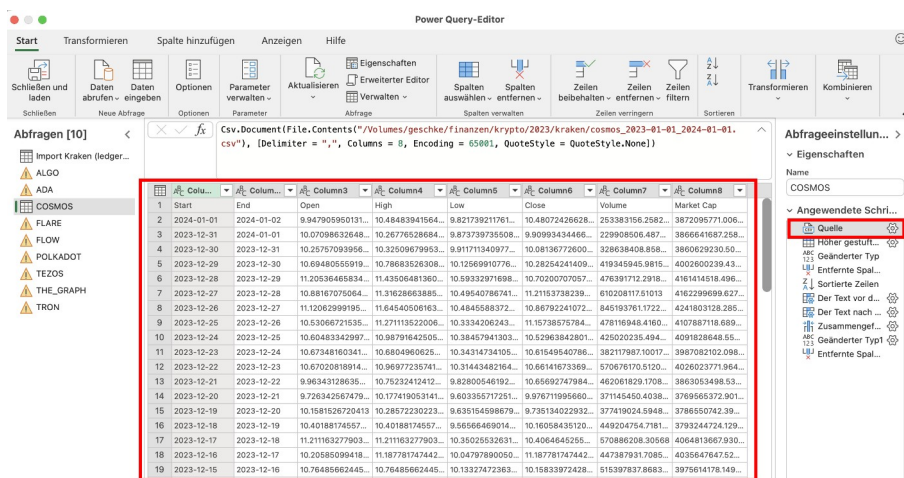 Power Query-Editor
Start Transformieren Spalte hinzufügen Anzeigen Hilfe
Schließen und laden
Daten abrufen
Daten eingeben
Optionen
Parameter verwalten
Aktualisieren
Eigenschaften
Erweiterter Editor
Verwalten
Spalten auswählen
Spalten entfernen
Zeilen beibehalten
Zeilen entfernen
Zeilen filtern
Transformieren
Kombinieren
Schließen Neue Abfrage Optionen Parameter Abfrage Spalten verwalten Zeilen verringern Sortieren
Abfragen [10]
Import Kraken (ledger...
ALGO
ADA
COSMOS
FLARE
FLOW
POLKADOT
TEZOS
THE_GRAPH
TRON
fx
Csv.Document(File.Contents("/Volumes/geschke/finanzen/krypto/2023/kraken/cosmos_2023-01-01_2024-01-01.
csv"), [Delimiter = ",", Columns = 8, Encoding = 65001, QuoteStyle = QuoteStyle.None])
Colu... Colum... Column3 Column4 Column5 Column6 Column7 Column8
1 Start End Open High Low Close Volume Market Cap
2 2024-01-01 2024-01-02 9.947905950131... 10.48483941564... 9.821739211761... 10.48072426628... 253383156.2582... 3872095771.006...
3 2023-12-31 2024-01-01 10.07098632648... 10.26776528684... 9.873739735508... 9.90993434466... 229908506.487... 3866641687.258...
4 2023-12-30 2023-12-31 10.25757093956... 10.32509679953... 9.911711340977... 10.08136772600... 328638408.858... 3860629230.50...
5 2023-12-29 2023-12-30 10.69480555919... 10.78683526308... 10.12569910776... 10.28254241409... 419345945.9815... 4002600239.43...
6 2023-12-28 2023-12-29 11.20536465834... 11.43506481360... 10.59332971698... 10.70200707057... 476391712.2918... 4161414518.496...
7 2023-12-27 2023-12-28 10.88167075064... 11.31628663885... 10.49540786741... 11.21153738239... 610208117.51013 4162299699.627...
8 2023-12-26 2023-12-27 11.12062999195... 11.64540506163... 10.4845588372... 10.86792241072... 845193761.1722... 4241803128.285...
9 2023-12-25 2023-12-26 10.53066721535... 11.271113522006... 10.3334206243... 11.15738575784... 478116948.4160... 4107887118.689...
10 2023-12-24 2023-12-25 10.60483342997... 10.98791642505... 10.38457941303... 10.52963842801... 425020235.494... 4091828648.55...
11 2023-12-23 2023-12-24 10.67348160341... 10.6804960625... 10.34314734105... 10.61549540786... 382117987.10017... 3987082102.098...
12 2023-12-22 2023-12-23 10.67020818914... 10.96977235741... 10.31443482164... 10.66141673369... 570676170.5120... 4026023771.964...
13 2023-12-21 2023-12-22 9.96343128635... 10.75232412412... 9.82800546192... 10.65692747984... 462061829.1708... 3863053498.53...
14 2023-12-20 2023-12-21 9.726342567479... 10.177419053141... 9.603355717251... 9.976711995660... 371145450.4038... 3769565372.901...
15 2023-12-19 2023-12-20 10.1581526720413 10.28572230223... 9.635154598679... 9.735134022932... 377419024.5948... 3786550742.39...
16 2023-12-18 2023-12-19 10.40188174557... 10.40188174557... 9.56566469014... 10.16058435120... 449204754.7181... 3793244724.129...
17 2023-12-17 2023-12-18 11.211163277903... 11.211163277903... 10.35025532631... 10.4064645255... 570886208.30568 4064813667.930...
18 2023-12-16 2023-12-17 10.20585099418... 11.187781747442... 10.04797890050... 11.187781747442... 447387931.7085... 4035647647.52...
19 2023-12-15 2023-12-16 10.76485662445... 10.76485662445... 10.13327472363... 10.15833972428... 515397837.8683... 3975614178.149...
Abfrageeinstellun...
Eigenschaften
Name
COSMOS
Angewendete Schri...
Quelle
Höher gestuft...
Geänderter Typ
Entfernte Spal...
Sortierte Zeilen
Der Text vor d...
Der Text nach ...
Zusammengef...
Geänderter Typ1
Entfernte Spal...